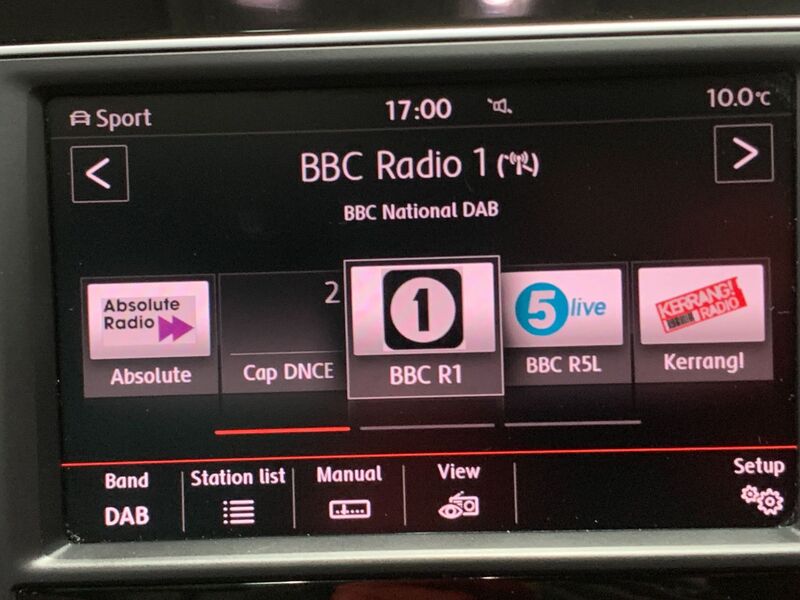 Sport 17:00 10.0°C
BBC Radio 1
BBC National DAB
Absolute Radio
2
1
5 live
KERRANG! RADIO
Absolute
Cap DNCE
BBC R1
BBC R5L
Kerrang!
Band
DAB
Station list
Manual
View
Setup